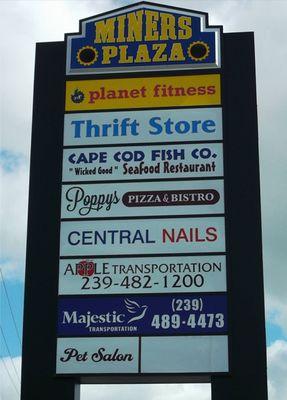 MINERS
PLAZA
planet fitness
Thrift Store
CAPE COD FISH CO.
"Wicked Good" SEAFOOD RESTAURANT
Poppys PIZZA & BISTRO
CENTRAL NAILS
APPLE TRANSPORTATION
239-482-1200
Majestic (239)
TRANSPORTATION 489-4473
Pet Salon